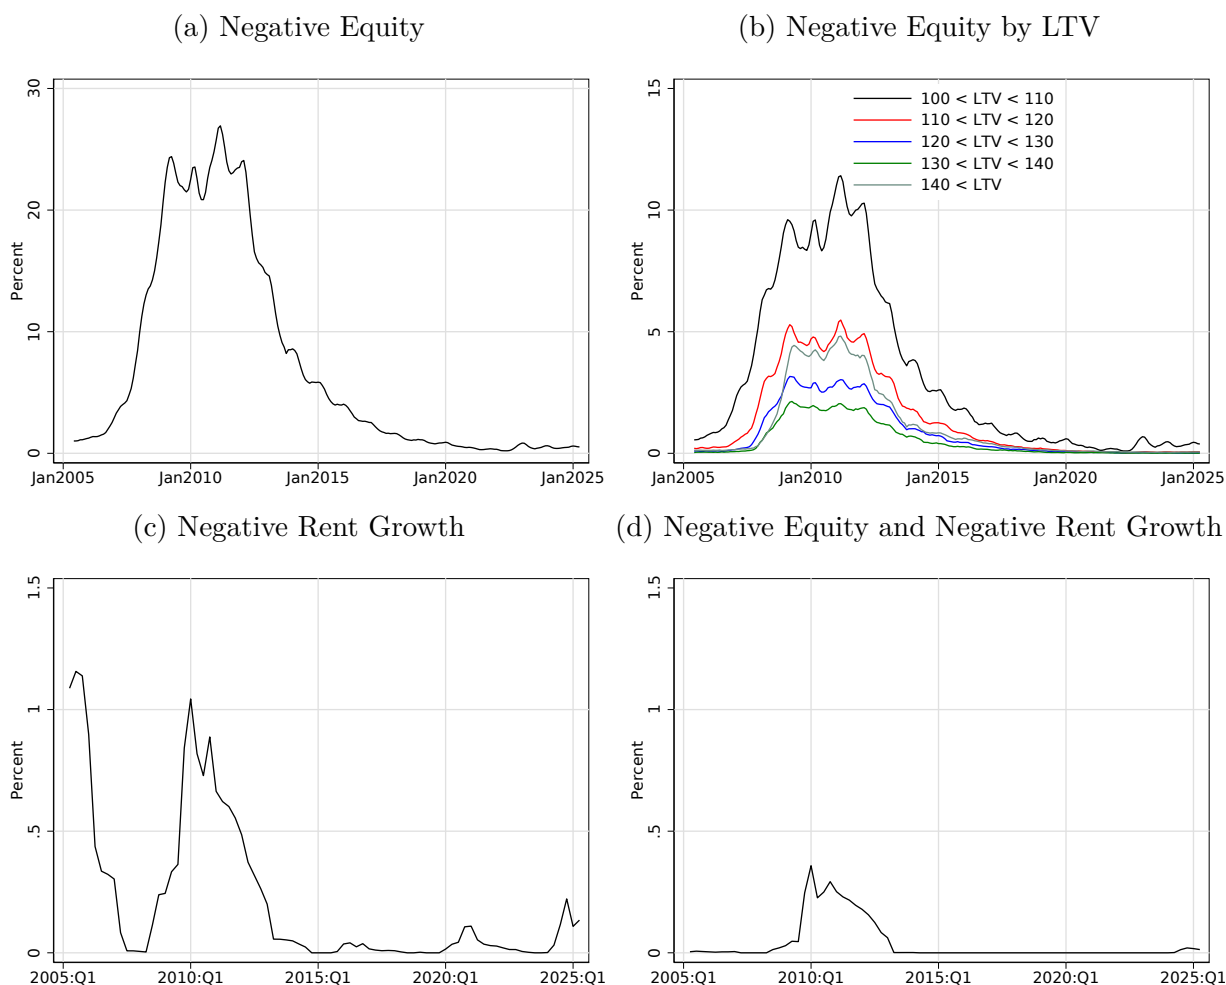 (a) Negative Equity
(b) Negative Equity by LTV
30
20
10
0
Percent
Jan2005 Jan2010 Jan2015 Jan2020 Jan2025
15
10
5
0
Percent
100 < LTV < 110
110 < LTV < 120
120 < LTV < 130
130 < LTV < 140
140 < LTV
Jan2005 Jan2010 Jan2015 Jan2020 Jan2025
(c) Negative Rent Growth
(d) Negative Equity and Negative Rent Growth
1.5
1
.5
0
Percent
2005:Q1 2010:Q1 2015:Q1 2020:Q1 2025:Q1
1.5
1
.5
0
Percent
2005:Q1 2010:Q1 2015:Q1 2020:Q1 2025:Q1